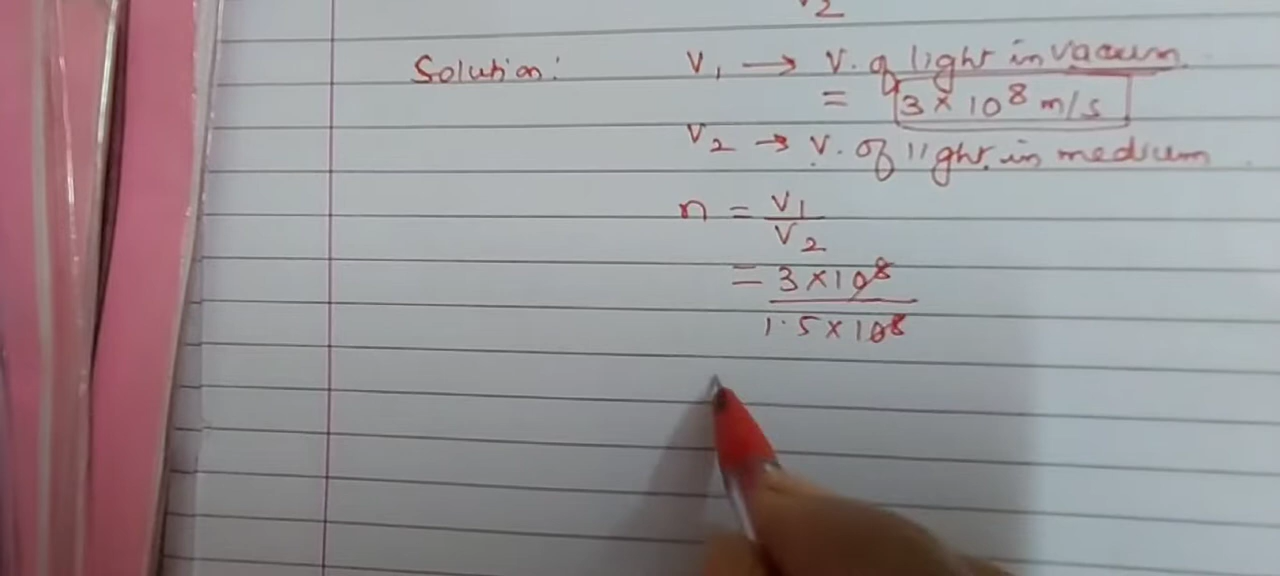 V2
Solution: V1 → V. of light in vacuum
= 3 × 10^8 m/s
V2 → V. of light in medium
n = V1/V2
= 3 × 10^8 / 1.5 × 10^8